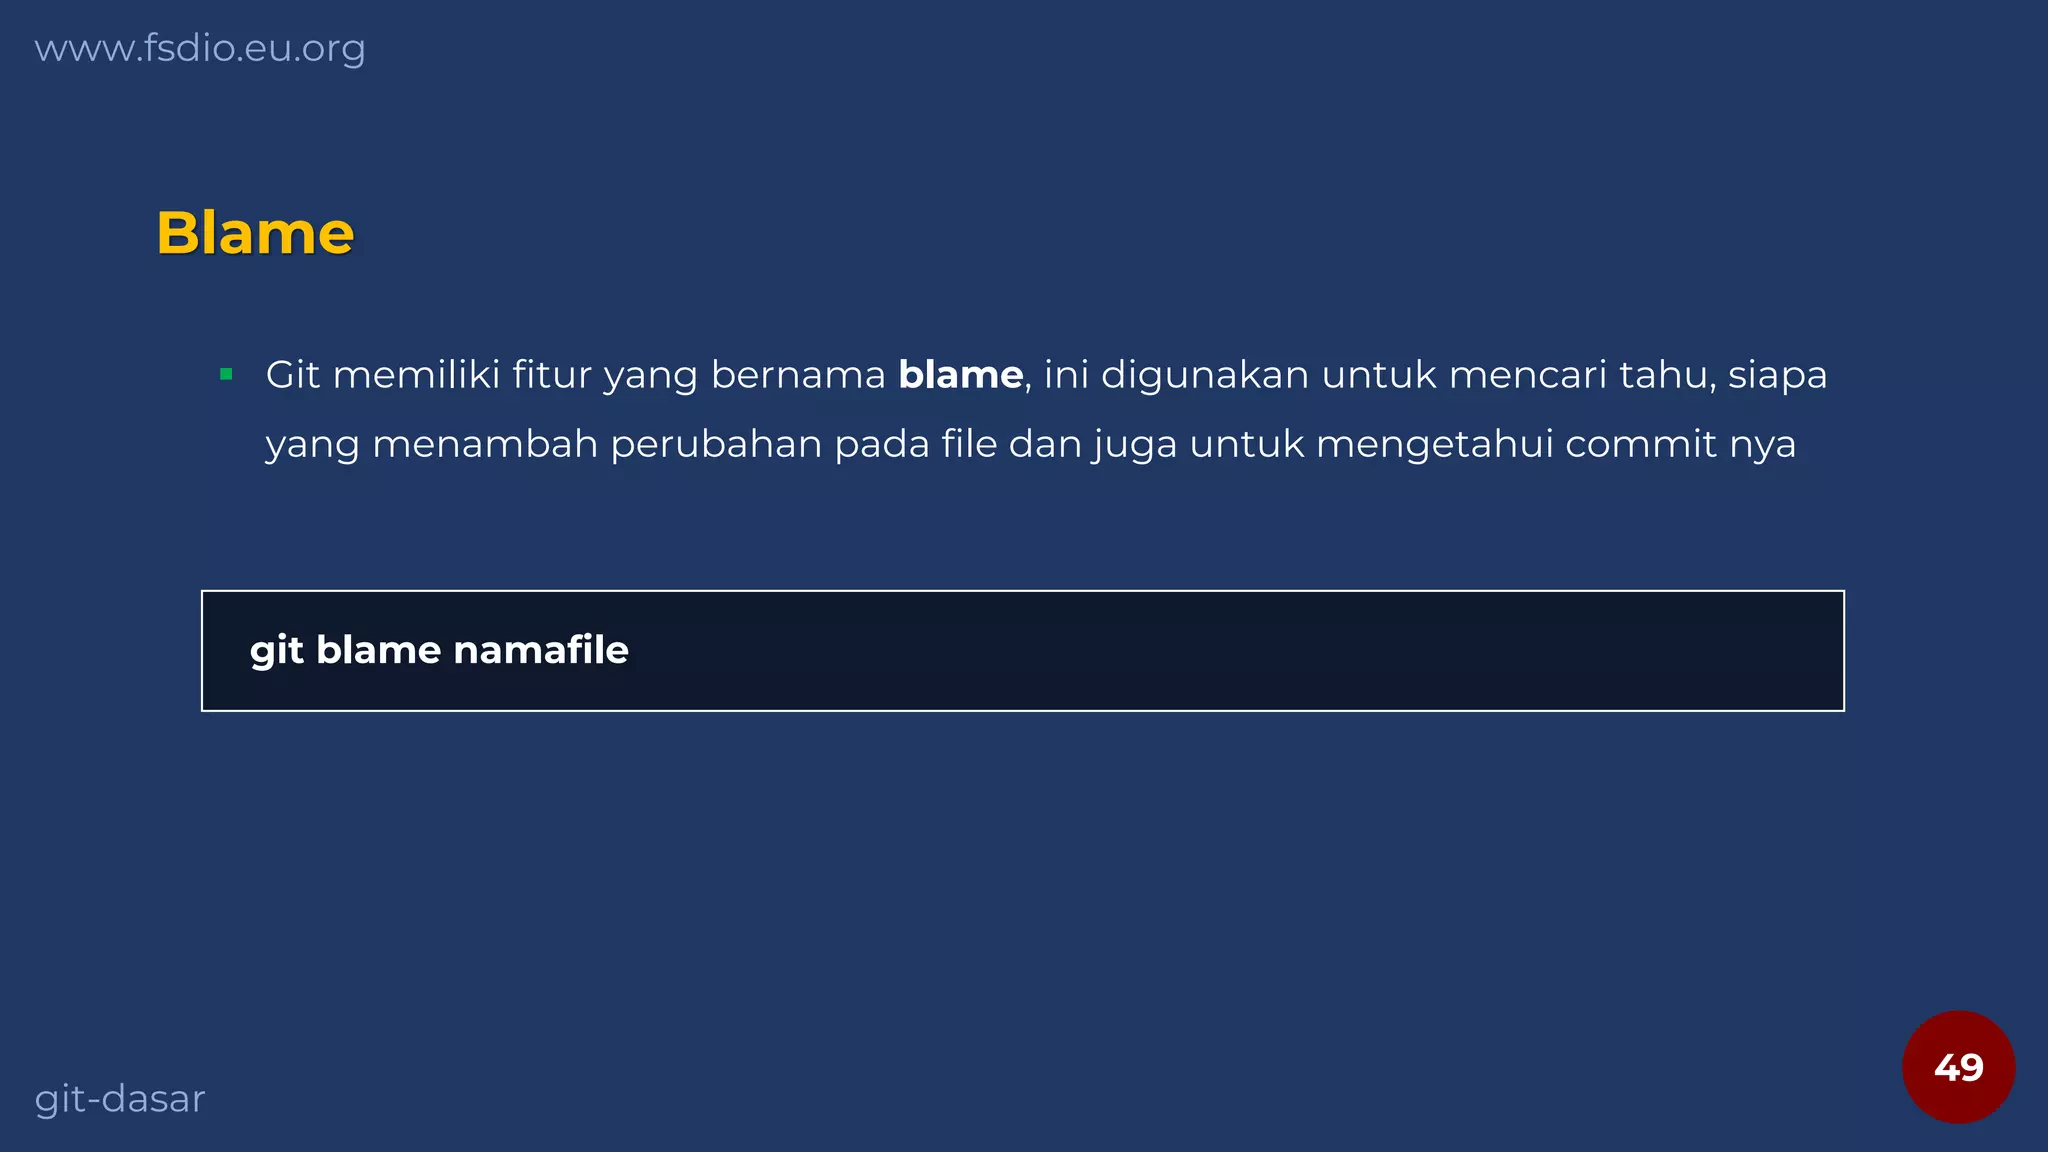 www.fsdio.eu.org
Blame
▪ Git memiliki fitur yang bernama blame, ini digunakan untuk mencari tahu, siapa
yang menambah perubahan pada file dan juga untuk mengetahui commit nya
git blame namafile
49
git-dasar